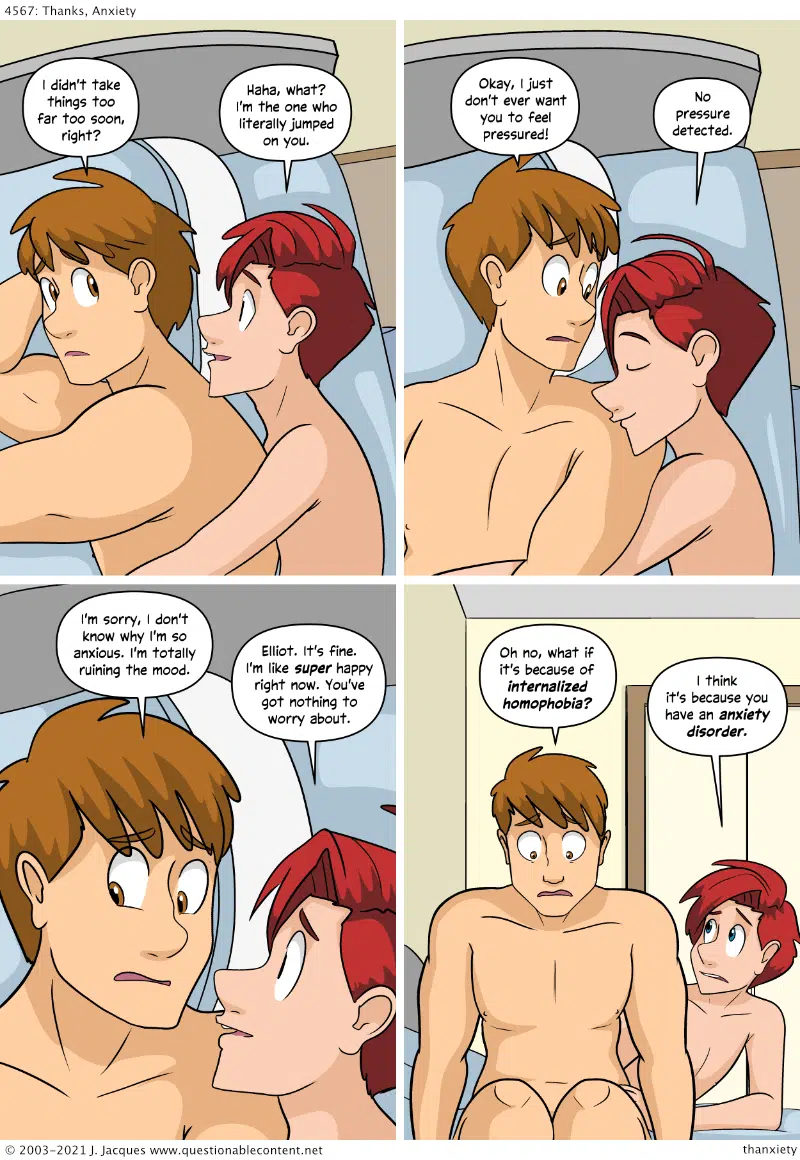 4567: Thanks, Anxiety
I didn't take
things too
far too soon,
right?
Haha, what?
I'm the one who
literally jumped
on you.
Okay, I just
don't ever want
you to feel
pressured!
No
pressure
detected.
I'm sorry, I don't
know why I'm so
anxious. I'm totally
ruining the mood.
Elliot. It's fine.
I'm like super happy
right now. You've
got nothing to
worry about.
Oh no, what if
it's because of
internalized
homophobia?
I think
it's because you
have an anxiety
disorder.
© 2003-2021 J. Jacques www.questionablecontent.net
thanxiety